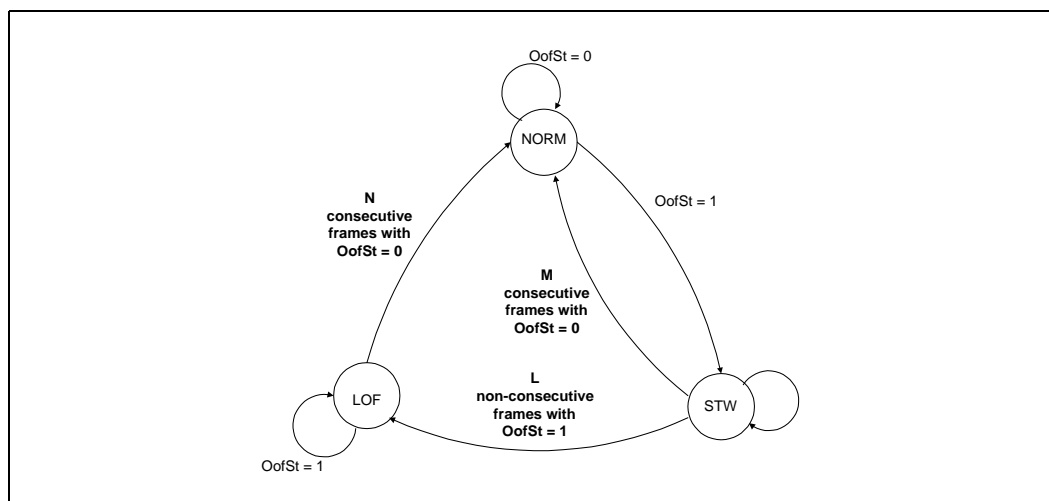 OofSt = 0
NORM
N
consecutive
frames with
OofSt = 0
OofSt = 1
M
consecutive
frames with
OofSt = 0
L
non-consecutive
frames with
OofSt = 1
LOF
STW
OofSt = 1